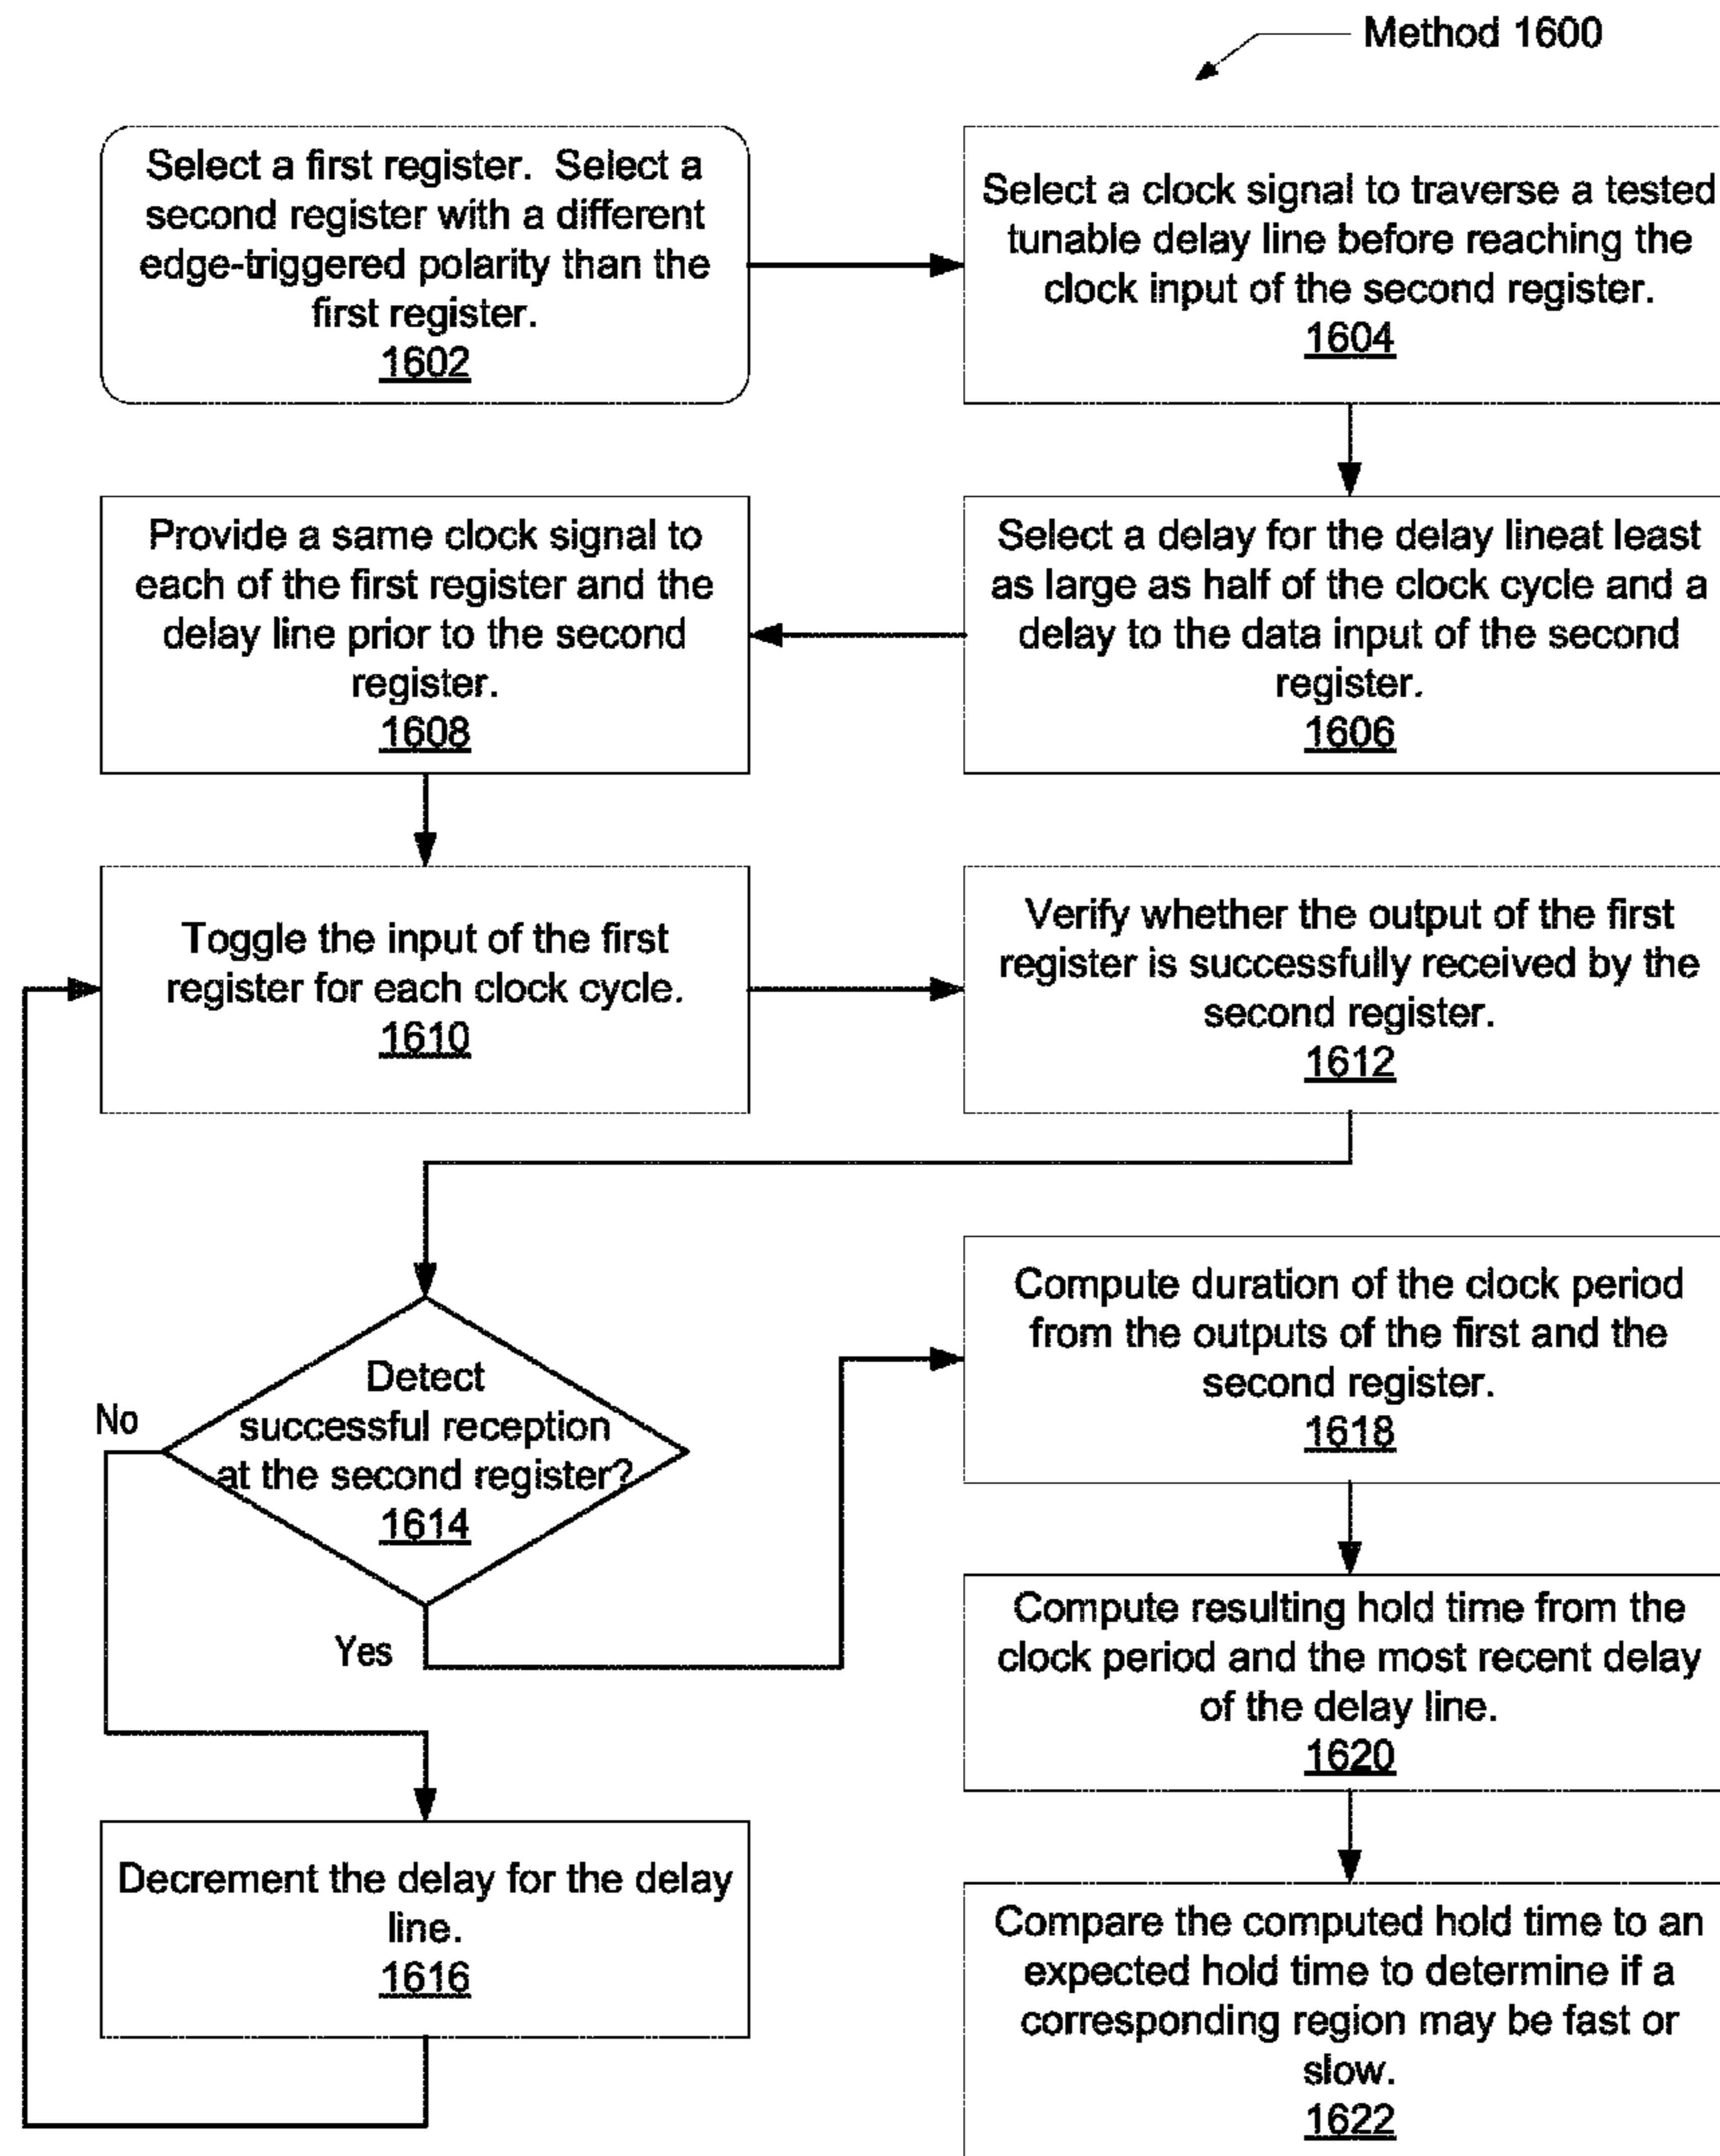 Method 1600
Select a first register. Select a
second register with a different
edge-triggered polarity than the
first register.
1602
Select a clock signal to traverse a tested
tunable delay line before reaching the
clock input of the second register.
1604
Select a delay for the delay lineat least
as large as half of the clock cycle and a
delay to the data input of the second
register.
1606
Provide a same clock signal to
each of the first register and the
delay line prior to the second
register.
1608
Toggle the input of the first
register for each clock cycle.
1610
Verify whether the output of the first
register is successfully received by the
second register.
1612
Detect
successful reception
at the second register?
1614
No
Yes
Decrement the delay for the delay
line.
1616
Compute duration of the clock period
from the outputs of the first and the
second register.
1618
Compute resulting hold time from the
clock period and the most recent delay
of the delay line.
1620
Compare the computed hold time to an
expected hold time to determine if a
corresponding region may be fast or
slow.
1622